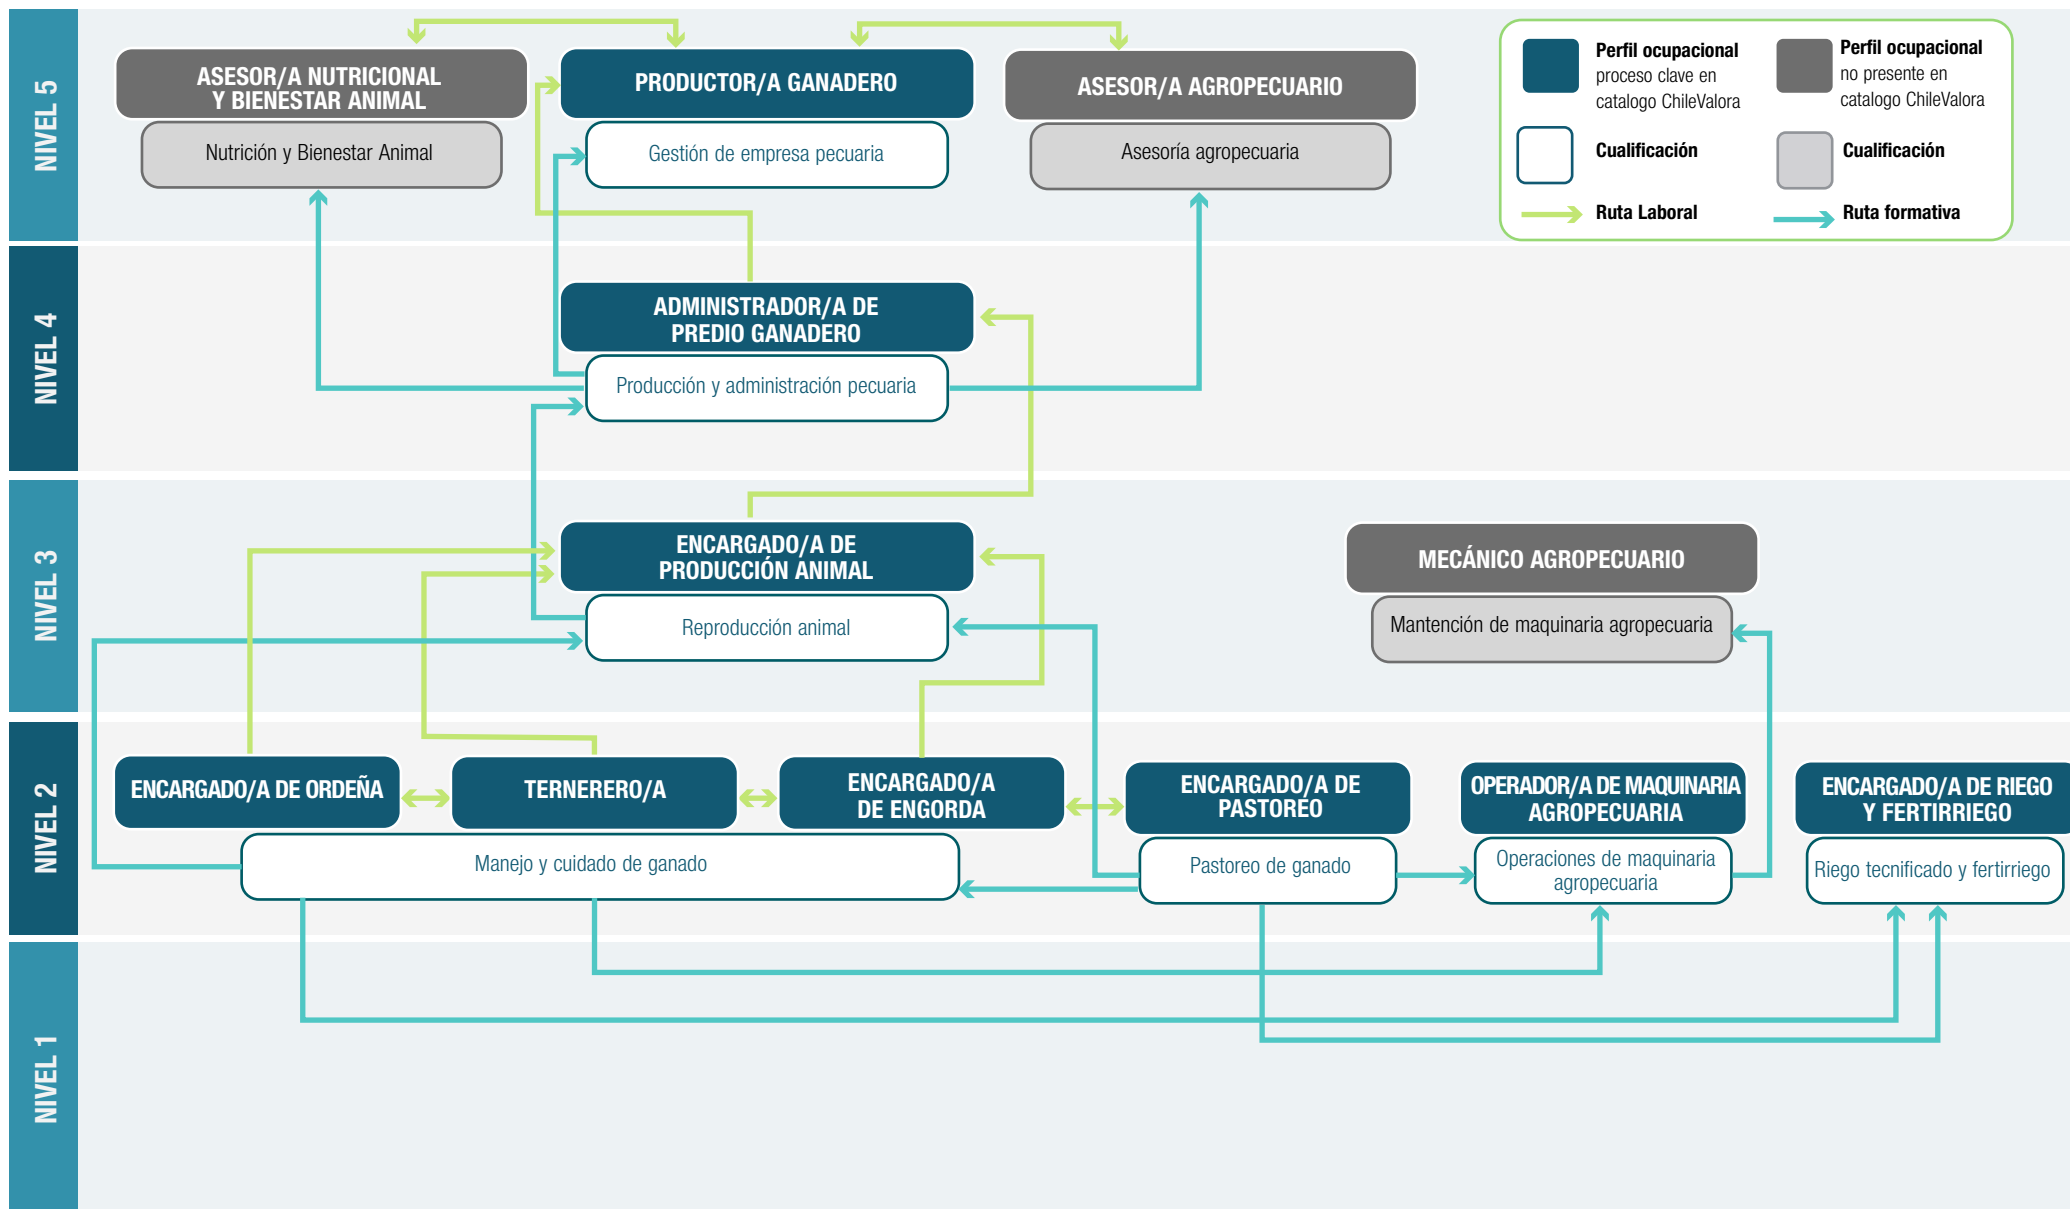 NIVEL 5
ASESOR/A NUTRICIONAL
Y BIENESTAR ANIMAL
Nutrición y Bienestar Animal
PRODUCTOR/A GANADERO
Gestión de empresa pecuaria
ASESOR/A AGROPECUARIO
Asesoría agropecuaria
Perfil ocupacional
proceso clave en
catalogo ChileValora
Perfil ocupacional
no presente en
catalogo ChileValora
Cualificación
Cualificación
Ruta Laboral
Ruta formativa
NIVEL 4
ADMINISTRADOR/A DE
PREDIO GANADERO
Producción y administración pecuaria
NIVEL 3
ENCARGADO/A DE
PRODUCCIÓN ANIMAL
Reproducción animal
MECÁNICO AGROPECUARIO
Mantención de maquinaria agropecuaria
NIVEL 2
ENCARGADO/A DE ORDEÑA
TERNERERO/A
ENCARGADO/A
DE ENGORDA
Manejo y cuidado de ganado
ENCARGADO/A DE
PASTOREO
Pastoreo de ganado
OPERADOR/A DE MAQUINARIA
AGROPECUARIA
Operaciones de maquinaria
agropecuaria
ENCARGADO/A DE RIEGO
Y FERTIRRIEGO
Riego tecnificado y fertirriego
NIVEL 1